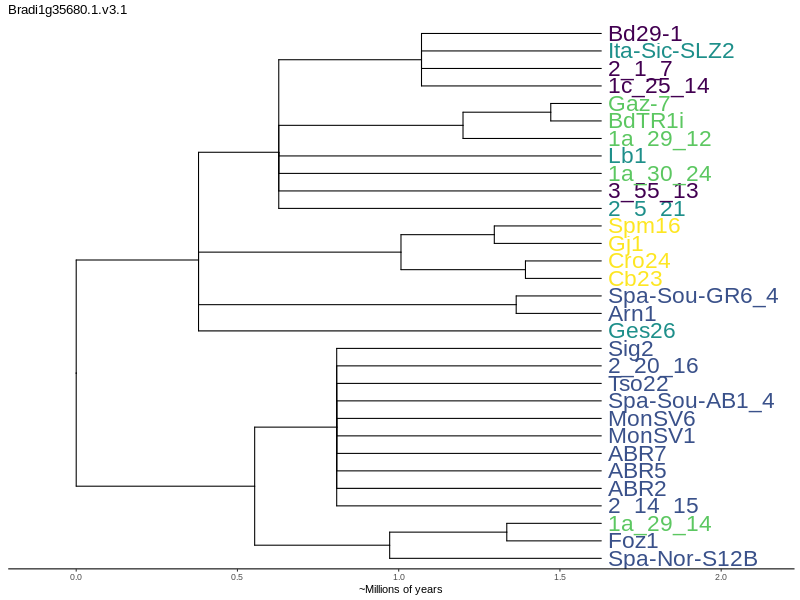 Bradi1g35680.1.v3.1
Bd29-1
Ita-Sic-SLZ2
2_1_7
1c_25_14
Gaz-7
BdTR1i
1a_29_12
Lb1
1a_30_24
3_55_13
2_5_21
Spm16
Gj1
Cro24
Cb23
Spa-Sou-GR6_4
Arn1
Ges26
Sig2
2_20_16
Tso22
Spa-Sou-AB1_4
MonSV6
MonSV1
ABR7
ABR5
ABR2
2_14_15
1a_29_14
Foz1
Spa-Nor-S12B
0.0 0.5 1.0 1.5 2.0
~Millions of years